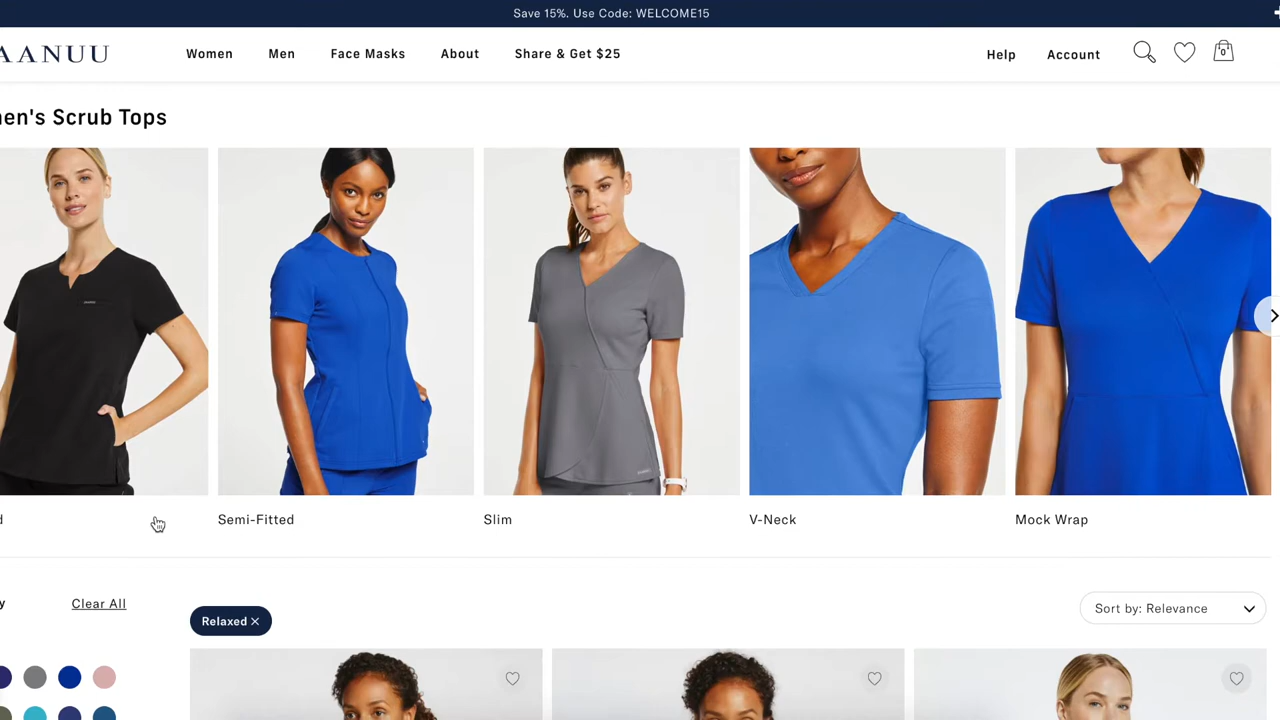 Save 15%. Use Code: WELCOME15
AANUU
Women
Men
Face Masks
About
Share & Get $25
Help
Account
0
en's Scrub Tops
d
Semi-Fitted
Slim
V-Neck
Mock Wrap
y
Clear All
Relaxed
Sort by: Relevance